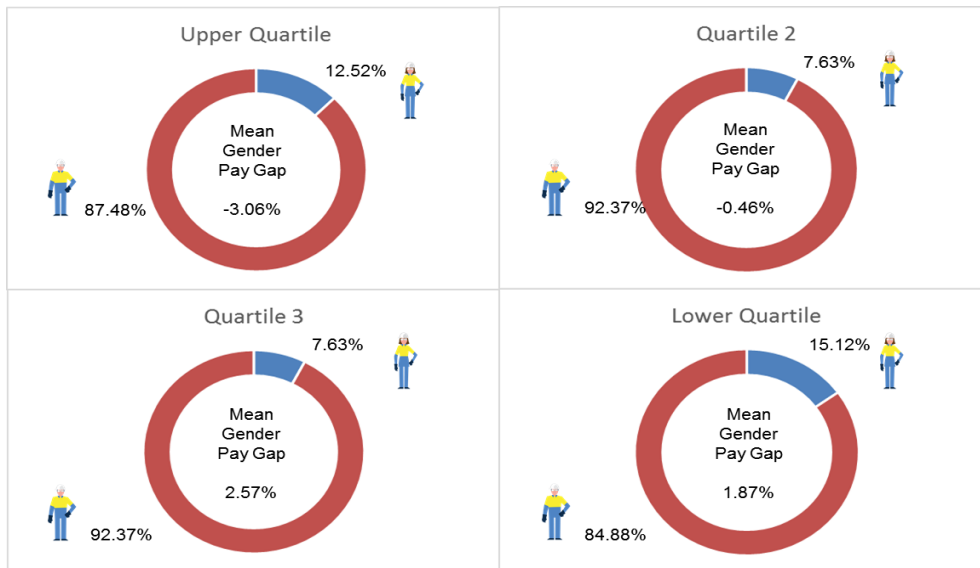 Upper Quartile
12.52%
Mean
Gender
Pay Gap
-3.06%
87.48%
Quartile 2
7.63%
Mean
Gender
Pay Gap
-0.46%
92.37%
Quartile 3
7.63%
Mean
Gender
Pay Gap
2.57%
92.37%
Lower Quartile
15.12%
Mean
Gender
Pay Gap
1.87%
84.88%